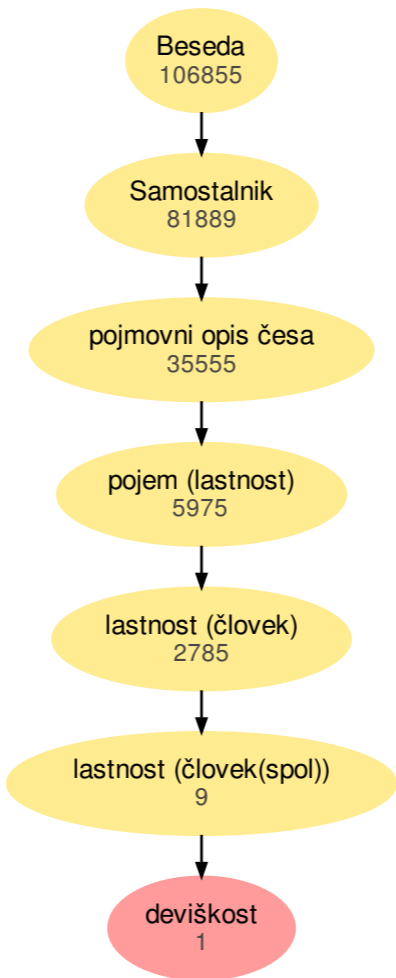 Beseda
106855
Samostalnik
81889
pojmovni opis česa
35555
pojem (lastnost)
5975
lastnost (človek)
2785
lastnost (človek(spol))
9
deviškost
1